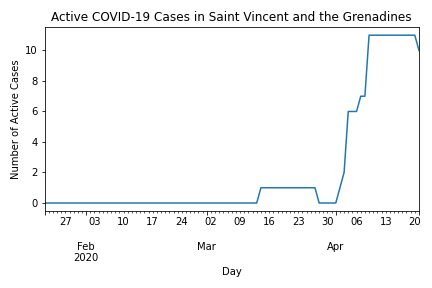 Active COVID-19 Cases in Saint Vincent and the Grenadines
Number of Active Cases
10
8
6
4
2
0
27 03 10 17 24 02 09 16 23 30 06 13 20
Feb Mar Apr
2020
Day